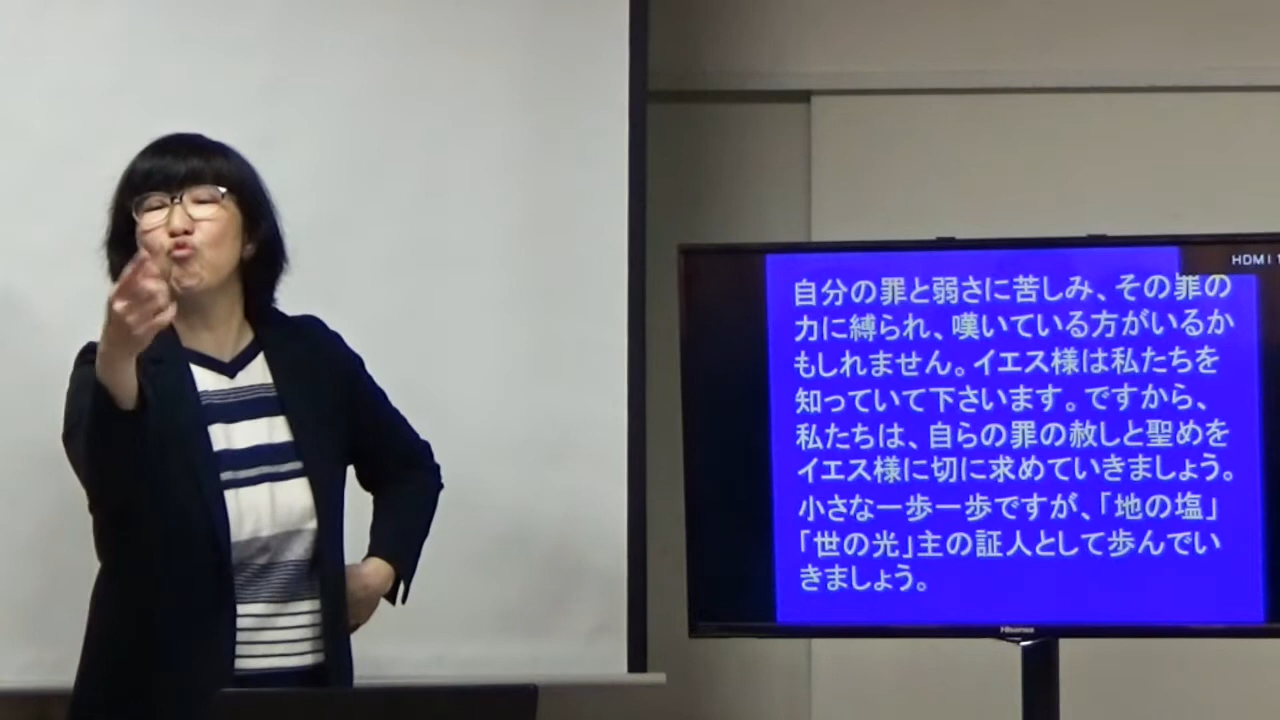 HDMI 1
自分の罪と弱さに苦しみ、その罪の
力に縛られ、嘆いている方がいるか
もしれません。イエス様は私たちを
知っていて下さいます。ですから、
私たちは、自らの罪の赦しと聖めを
イエス様に切に求めていきましょう。
小さな一歩一歩ですが、「地の塩」
「世の光」主の証人として歩んでい
きましょう。
Hisense